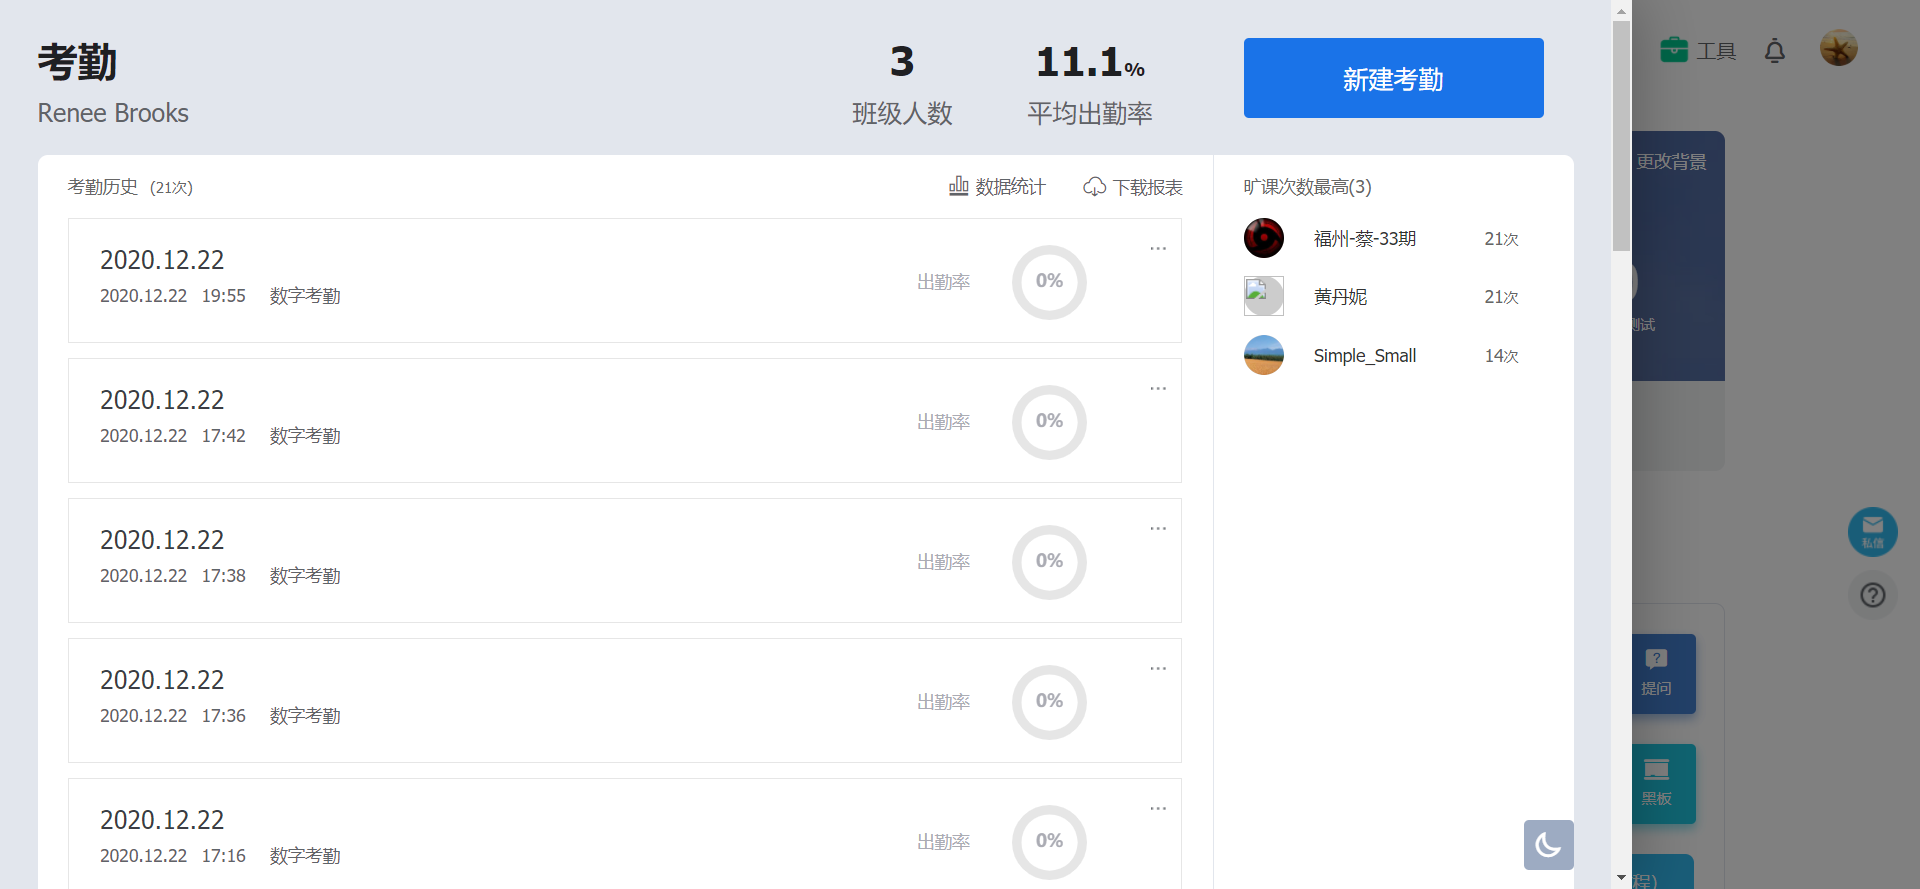 考勤
Renee Brooks
3
班级人数
11.1%
平均出勤率
新建考勤
工具
更改背景
考勤历史 (21次)
数据统计
下载报表
旷课次数最高(3)
2020.12.22
2020.12.22 19:55 数字考勤
出勤率
0%
...
2020.12.22
2020.12.22 17:42 数字考勤
出勤率
0%
...
2020.12.22
2020.12.22 17:38 数字考勤
出勤率
0%
...
2020.12.22
2020.12.22 17:36 数字考勤
出勤率
0%
...
2020.12.22
2020.12.22 17:16 数字考勤
出勤率
0%
...
福州-蔡-33期 21次
黄丹妮 21次
Simple_Small 14次
测试
私信
提问
黑板
程)